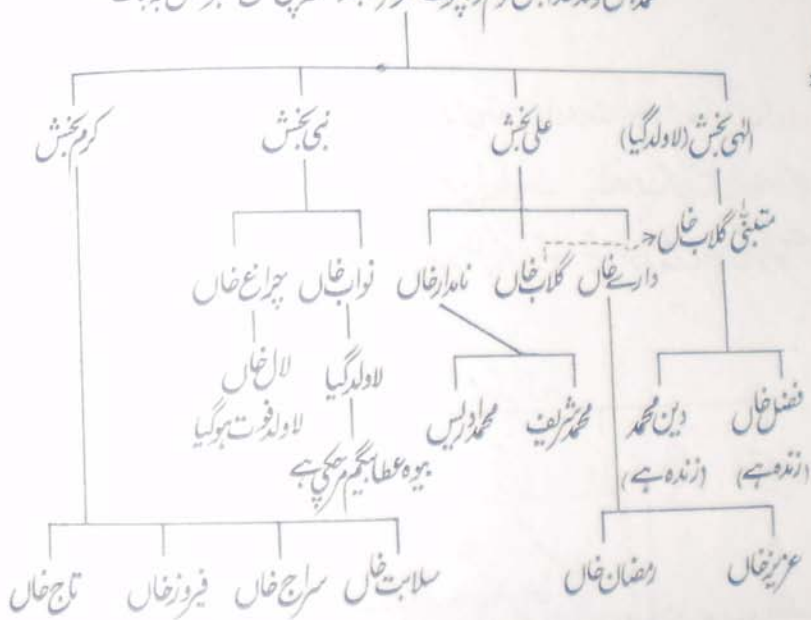 الٰہی بخش (لاولد گیا) علی بخش نبی بخش کرم بخش
متبنّٰی گلاب خاں
دارے خاں گلاب خاں نامدار خاں نواب خاں چراغ خاں
لاولد گیا لال خاں
فضل خاں دین محمد محمد شریف محمد ادریس لاولد فوت ہوگیا
(زندہ ہے) (زندہ ہے) بیوہ عطا بیگم مرچکی ہے
عزیز خاں رمضان خاں سلابت خاں سراج خاں فیروز خاں تاج خاں